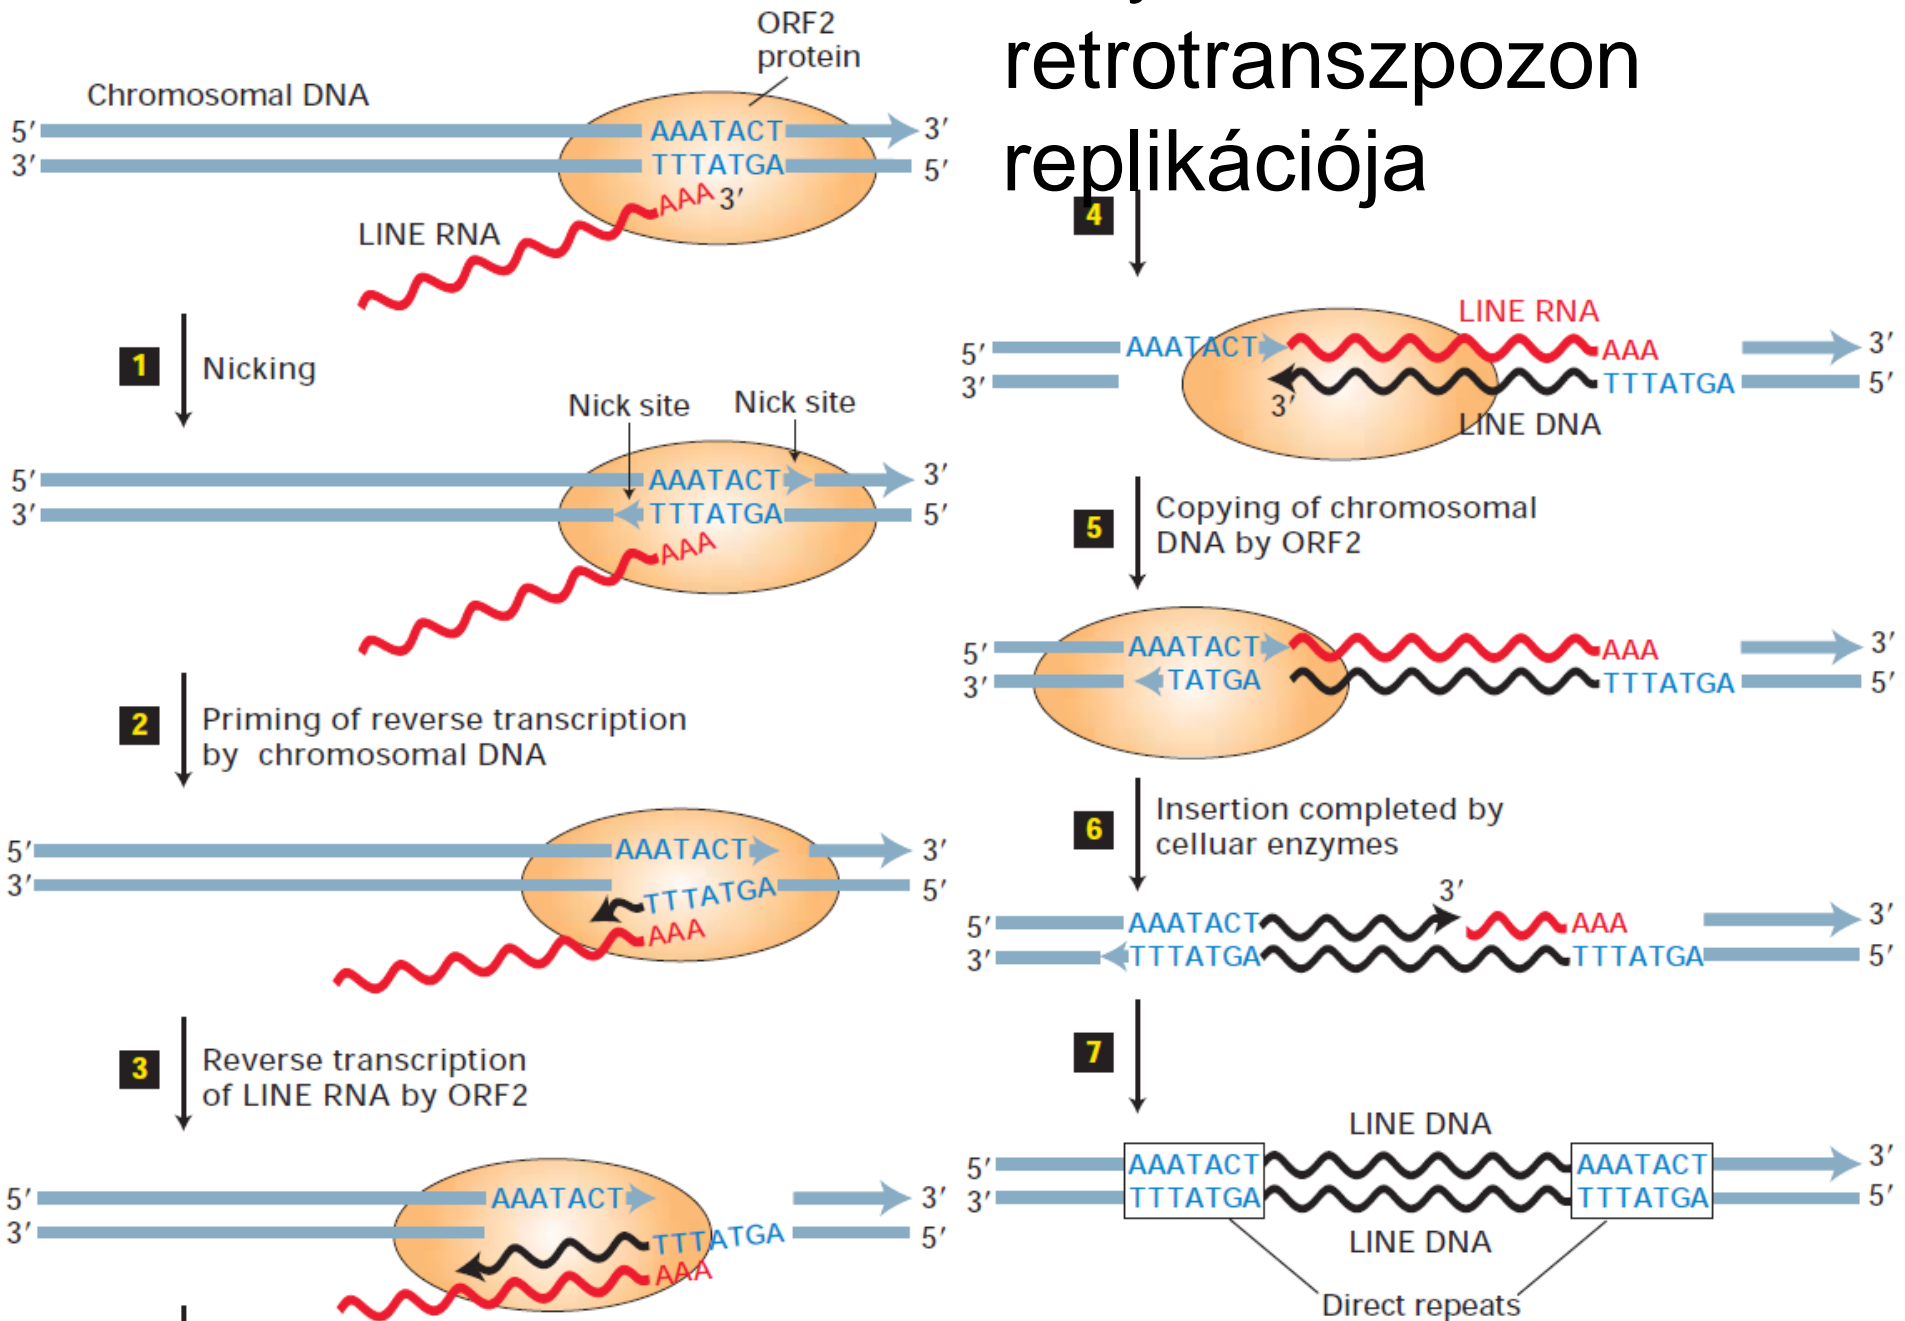 retrotranszpozon
replikációja
ORF2
protein
Chromosomal DNA
5′ AAATACT 3′
3′ TTTATGA 5′
AAA 3′
LINE RNA
1 Nicking
Nick site Nick site
5′ AAATACT 3′
3′ TTTATGA 5′
AAA
2 Priming of reverse transcription
by chromosomal DNA
5′ AAATACT 3′
3′ TTTATGA 5′
AAA
3 Reverse transcription
of LINE RNA by ORF2
5′ AAATACT 3′
3′ TTTATGA 5′
AAA
4
LINE RNA
5′ AAATACT AAA 3′
3′ TTTATGA 5′
3′
LINE DNA
5 Copying of chromosomal
DNA by ORF2
5′ AAATACT AAA 3′
3′ TATGA TTTATGA 5′
6 Insertion completed by
celluar enzymes
3′
5′ AAATACT AAA 3′
3′ TTTATGA TTTATGA 5′
7
LINE DNA
5′ AAATACT AAATACT 3′
3′ TTTATGA TTTATGA 5′
LINE DNA
Direct repeats